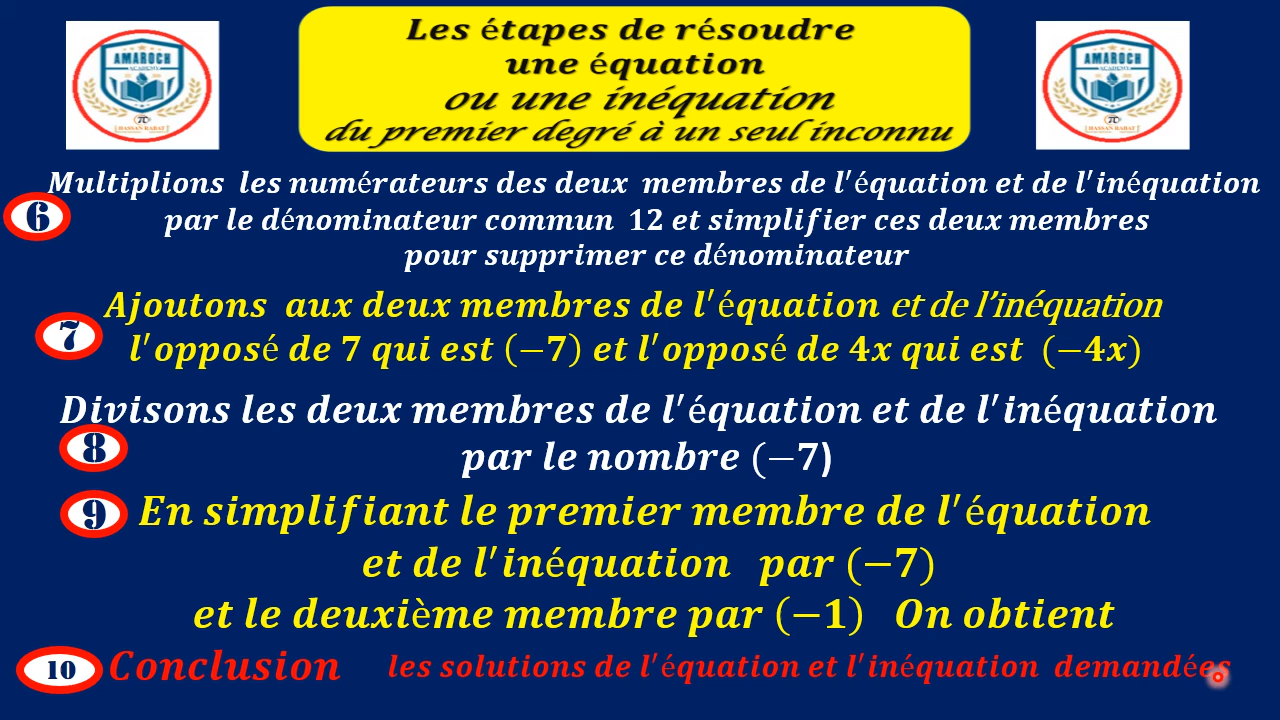 AMAROCH
ACADEMY
π
HASSAN RABAT
Les étapes de résoudre
une équation
ou une inéquation
du premier degré à un seul inconnu
AMAROCH
ACADEMY
π
HASSAN RABAT
6
Multiplions les numérateurs des deux membres de l'équation et de l'inéquation
par le dénominateur commun 12 et simplifier ces deux membres
pour supprimer ce dénominateur
7
Ajoutons aux deux membres de l'équation et de l'inéquation
l'opposé de 7 qui est (−7) et l'opposé de 4x qui est (−4x)
8
Divisons les deux membres de l'équation et de l'inéquation
par le nombre (−7)
9
En simplifiant le premier membre de l'équation
et de l'inéquation par (−7)
et le deuxième membre par (−1) On obtient
10
Conclusion les solutions de l'équation et l'inéquation demandées